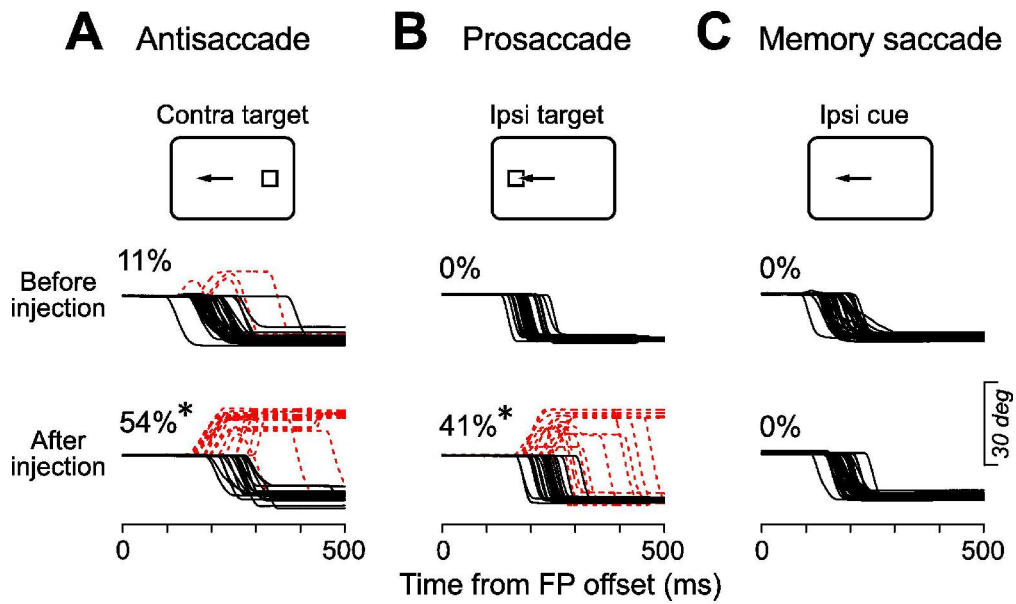 A Antisaccade B Prosaccade C Memory saccade
Contra target Ipsi target Ipsi cue
Before injection
11% 0% 0%
After injection
54%* 41%* 0%
30 deg
0 500 0 500 0 500
Time from FP offset (ms)